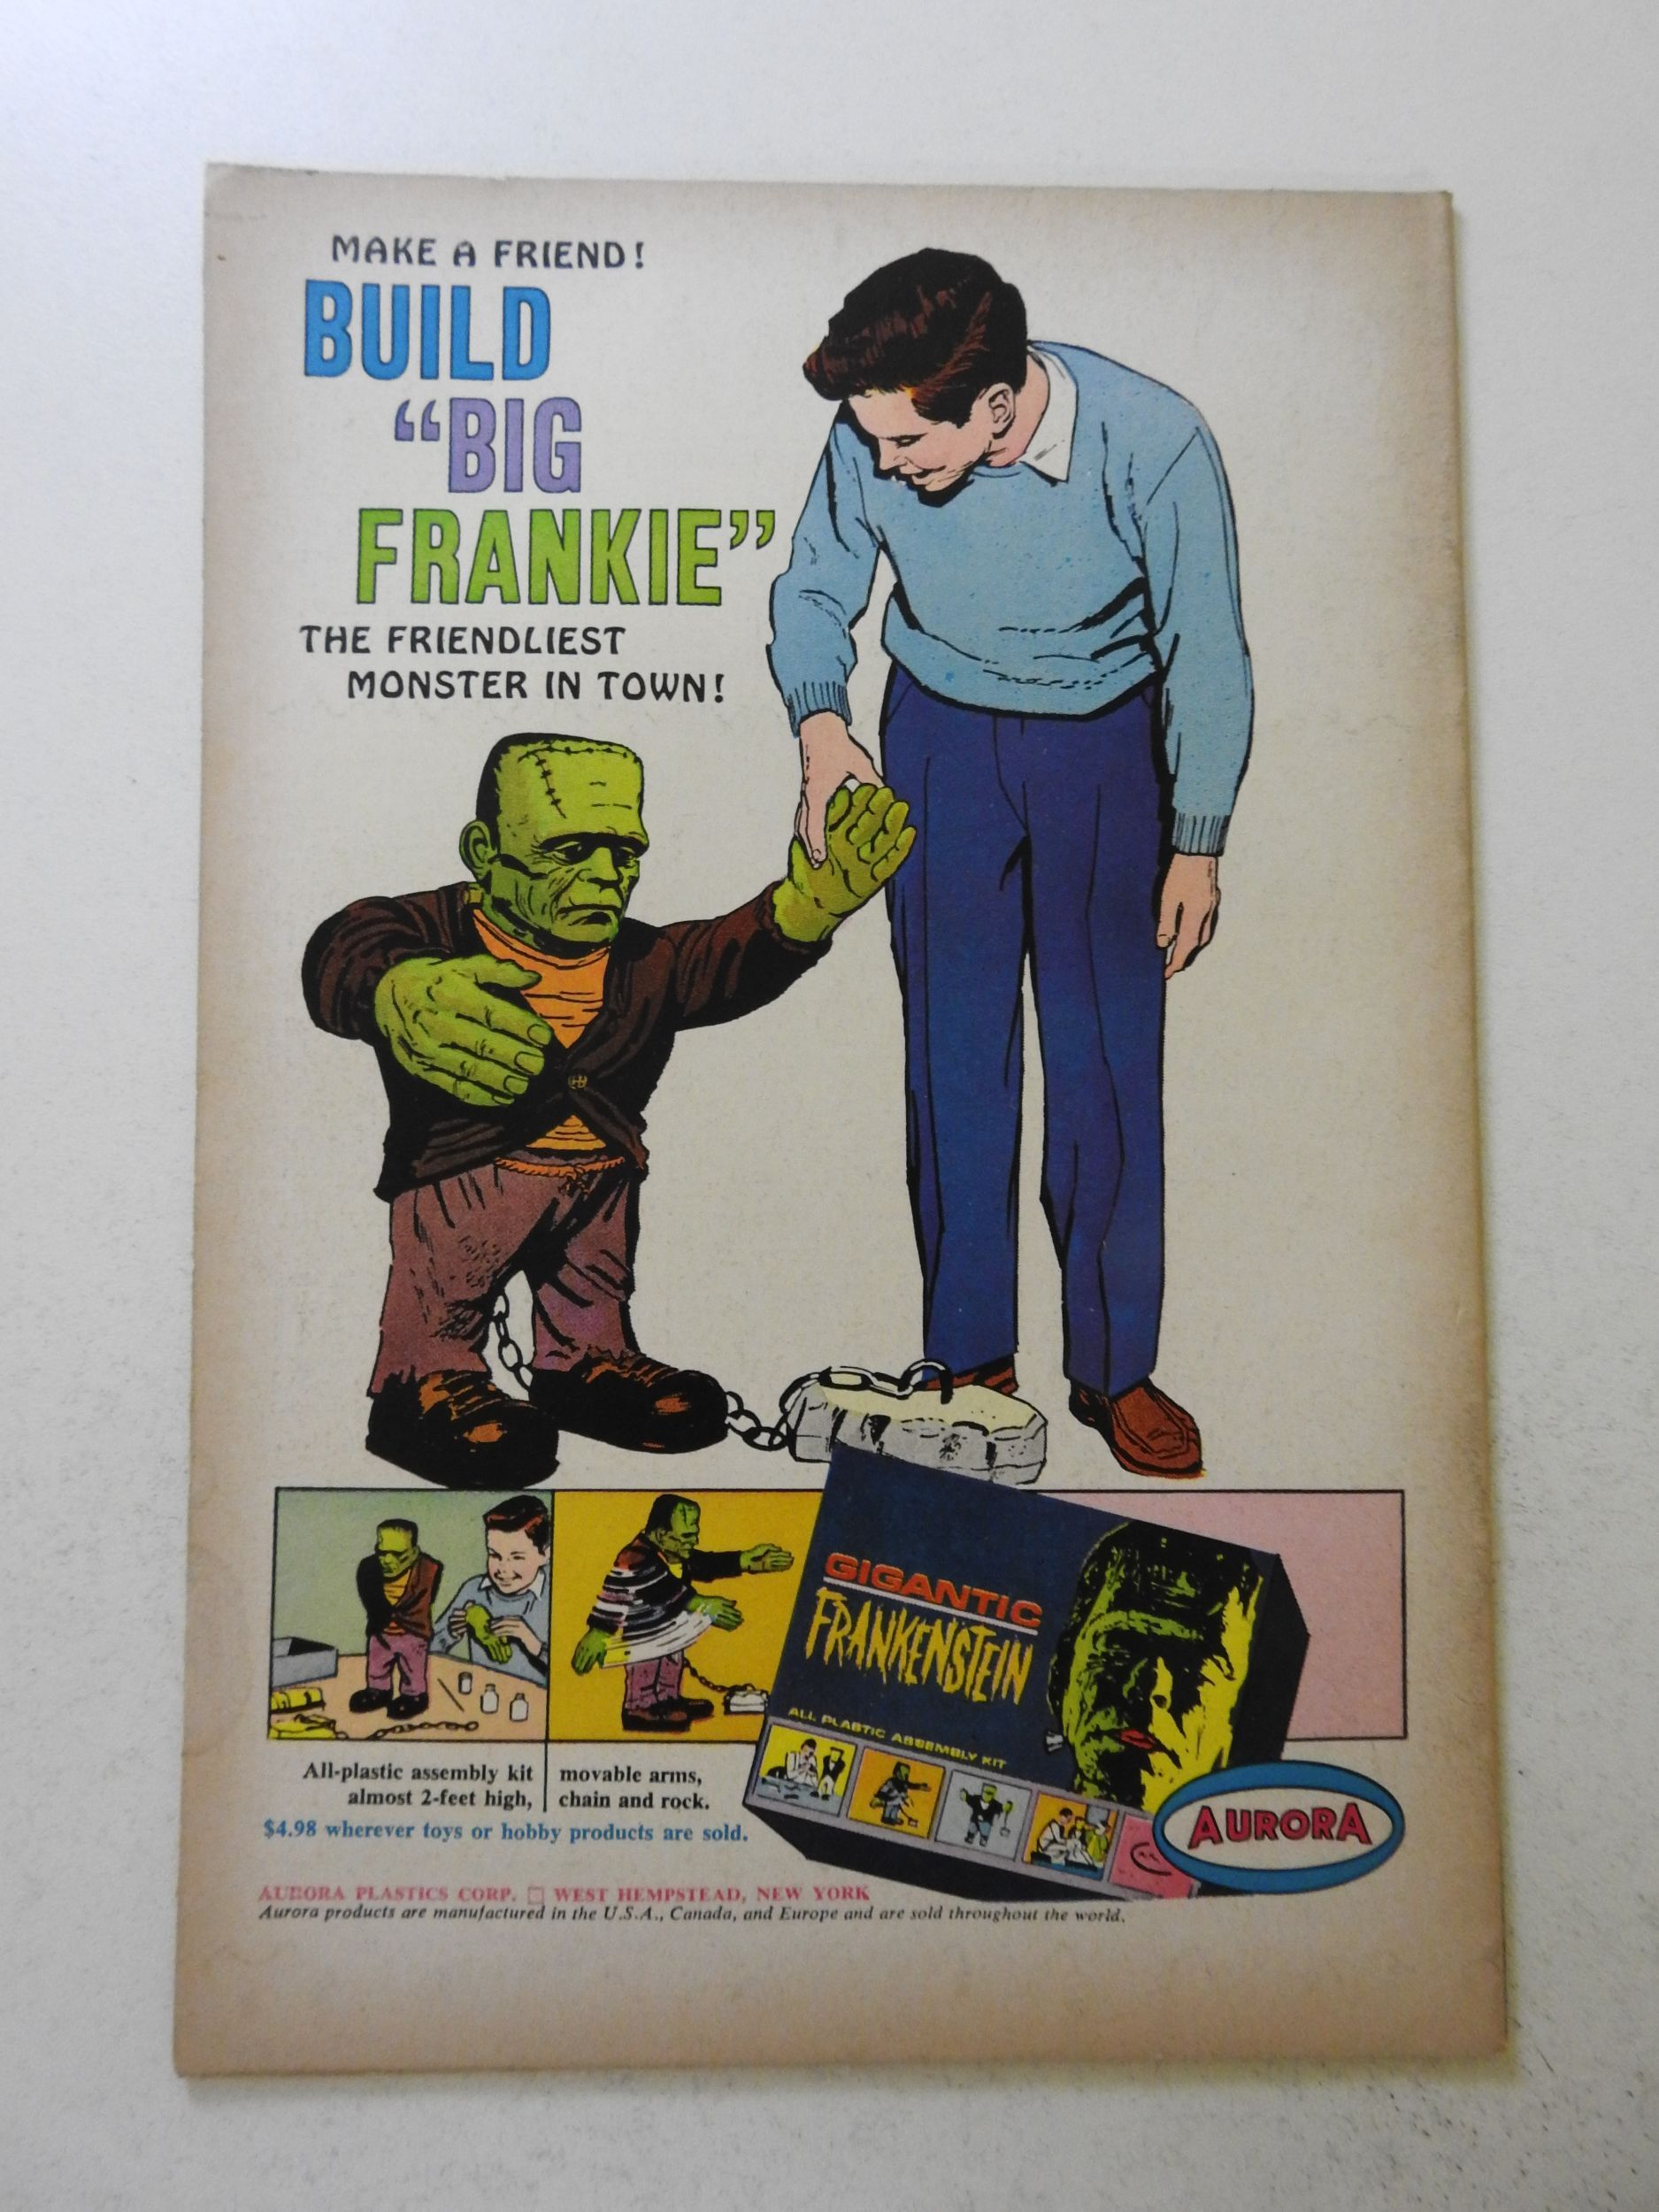 MAKE A FRIEND!
BUILD
“BIG
FRANKIE”
THE FRIENDLIEST
MONSTER IN TOWN!
GIGANTIC
FRANKENSTEIN
ALL PLASTIC ASSEMBLY KIT
All-plastic assembly kit
almost 2-feet high,
movable arms,
chain and rock.
$4.98 wherever toys or hobby products are sold.
AURORA
AURORA PLASTICS CORP. □ WEST HEMPSTEAD, NEW YORK
Aurora products are manufactured in the U.S.A., Canada, and Europe and are sold throughout the world.